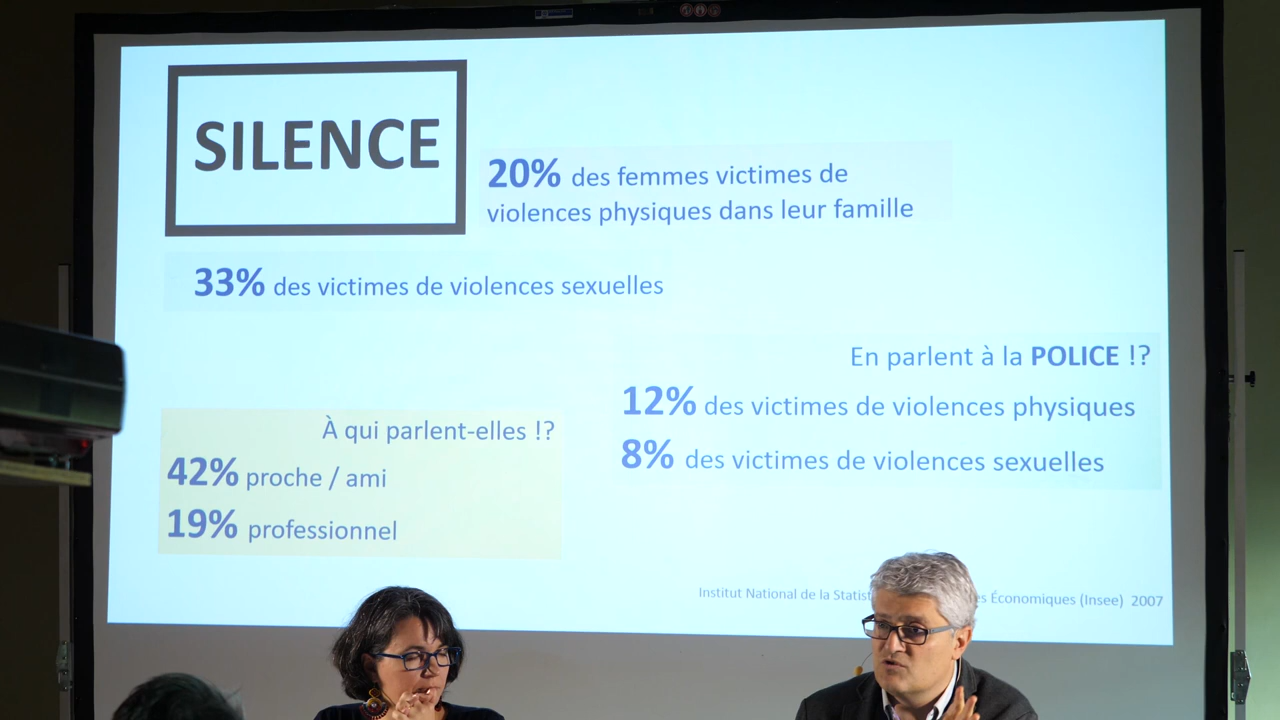 SILENCE
20% des femmes victimes de
violences physiques dans leur famille
33% des victimes de violences sexuelles
À qui parlent-elles !?
42% proche / ami
19% professionnel
En parlent à la POLICE !?
12% des victimes de violences physiques
8% des victimes de violences sexuelles
Institut National de la Économiques (Insee) 2007